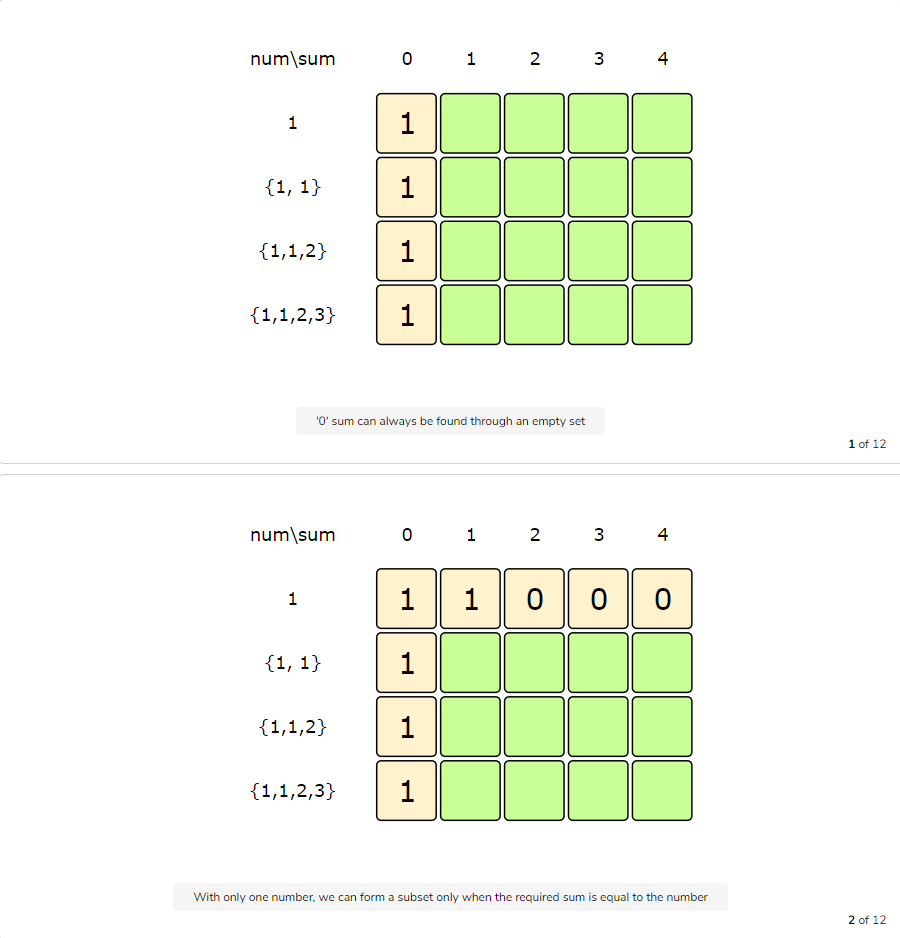 num\sum 0 1 2 3 4
1 1
{1, 1} 1
{1,1,2} 1
{1,1,2,3} 1
'0' sum can always be found through an empty set
1 of 12
num\sum 0 1 2 3 4
1 1 1 0 0 0
{1, 1} 1
{1,1,2} 1
{1,1,2,3} 1
With only one number, we can form a subset only when the required sum is equal to the number
2 of 12